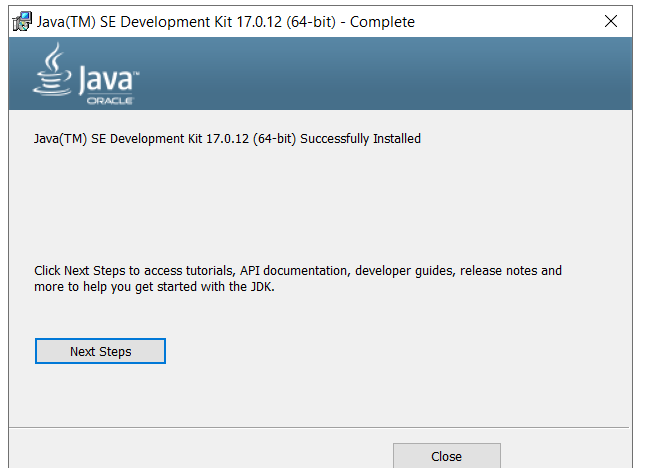 Java(TM) SE Development Kit 17.0.12 (64-bit) - Complete
Java™
ORACLE
Java(TM) SE Development Kit 17.0.12 (64-bit) Successfully Installed
Click Next Steps to access tutorials, API documentation, developer guides, release notes and
more to help you get started with the JDK.
Next Steps
Close